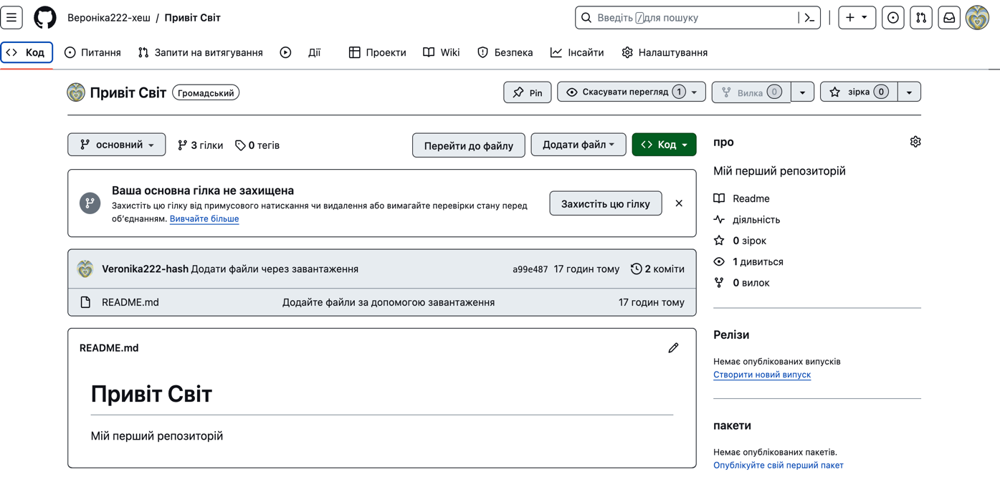 Вероніка222-хеш / Привіт Світ
Введіть / для пошуку
Код
Питання
Запити на витягування
Дії
Проекти
Wiki
Безпека
Інсайти
Налаштування
Привіт Світ
Громадський
Pin
Скасувати перегляд 1
Вилка 0
зірка 0
основний
3 гілки
0 тегів
Перейти до файлу
Додати файл
Код
Ваша основна гілка не захищена
Захистіть цю гілку від примусового натискання чи видалення або вимагайте перевірки стану перед
об’єднанням. Вивчайте більше
Захистіть цю гілку
Veronika222-hash Додати файли через завантаження
a99e487 17 годин тому
2 коміти
README.md
Додайте файли за допомогою завантаження
17 годин тому
README.md
Привіт Світ
Мій перший репозиторій
про
Мій перший репозиторій
Readme
діяльність
0 зірок
1 дивиться
0 вилок
Релізи
Немає опублікованих випусків
Створити новий випуск
пакети
Немає опублікованих пакетів.
Опублікуйте свій перший пакет